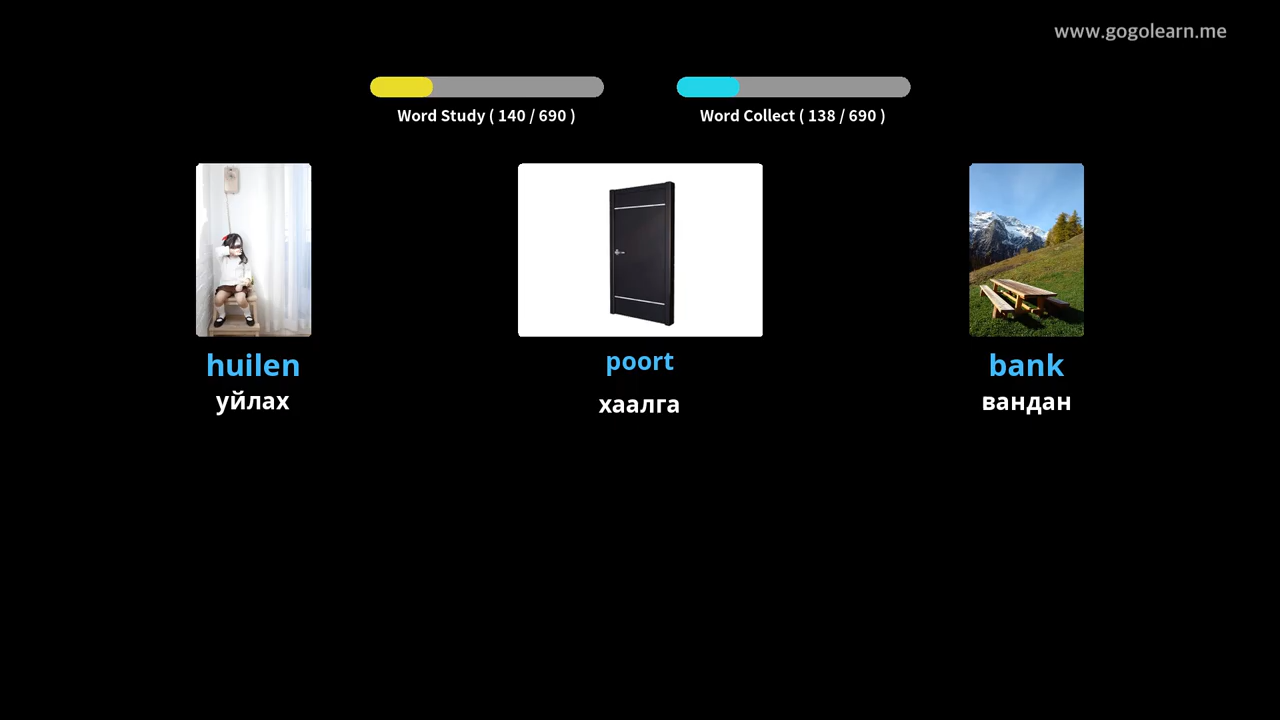 www.gogolearn.me
Word Study ( 140 / 690 )
Word Collect ( 138 / 690 )
huilen
уйлах
poort
хаалга
bank
вандан